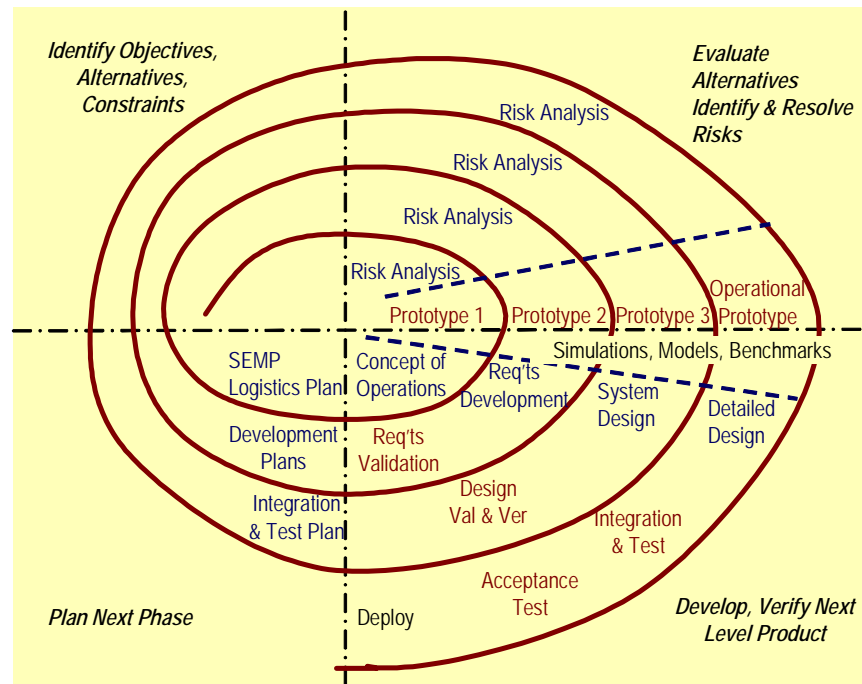 Identify Objectives,
Alternatives,
Constraints
Evaluate
Alternatives
Identify & Resolve
Risks
Risk Analysis
Risk Analysis
Risk Analysis
Risk Analysis
Prototype 1
Prototype 2
Prototype 3
Operational
Prototype
Simulations, Models, Benchmarks
SEMP
Logistics Plan
Concept of
Operations
Req'ts
Development
System
Design
Detailed
Design
Development
Plans
Req'ts
Validation
Integration
& Test Plan
Design
Val & Ver
Integration
& Test
Acceptance
Test
Plan Next Phase
Deploy
Develop, Verify Next
Level Product